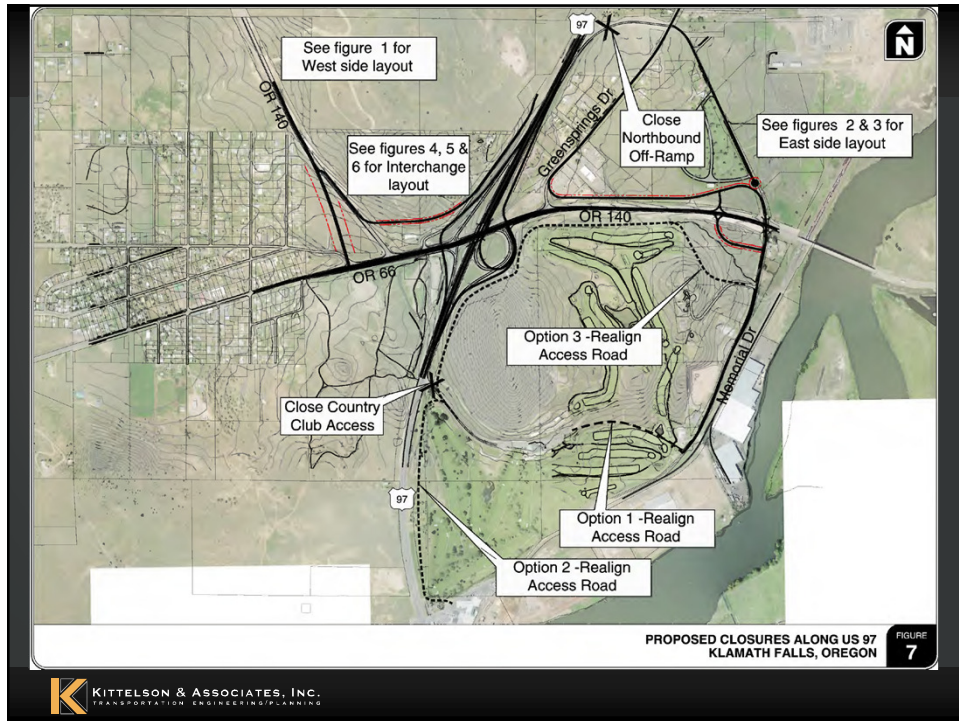 97
N
See figure 1 for
West side layout
OR 140
Greensprings Dr
Close
Northbound
Off-Ramp
See figures 2 & 3 for
East side layout
See figures 4, 5 &
6 for Interchange
layout
OR 140
OR 66
Option 3 -Realign
Access Road
Memorial Dr
Close Country
Club Access
97
Option 1 -Realign
Access Road
Option 2 -Realign
Access Road
PROPOSED CLOSURES ALONG US 97
KLAMATH FALLS, OREGON
FIGURE
7
KITTELSON & ASSOCIATES, INC.
TRANSPORTATION ENGINEERING/PLANNING